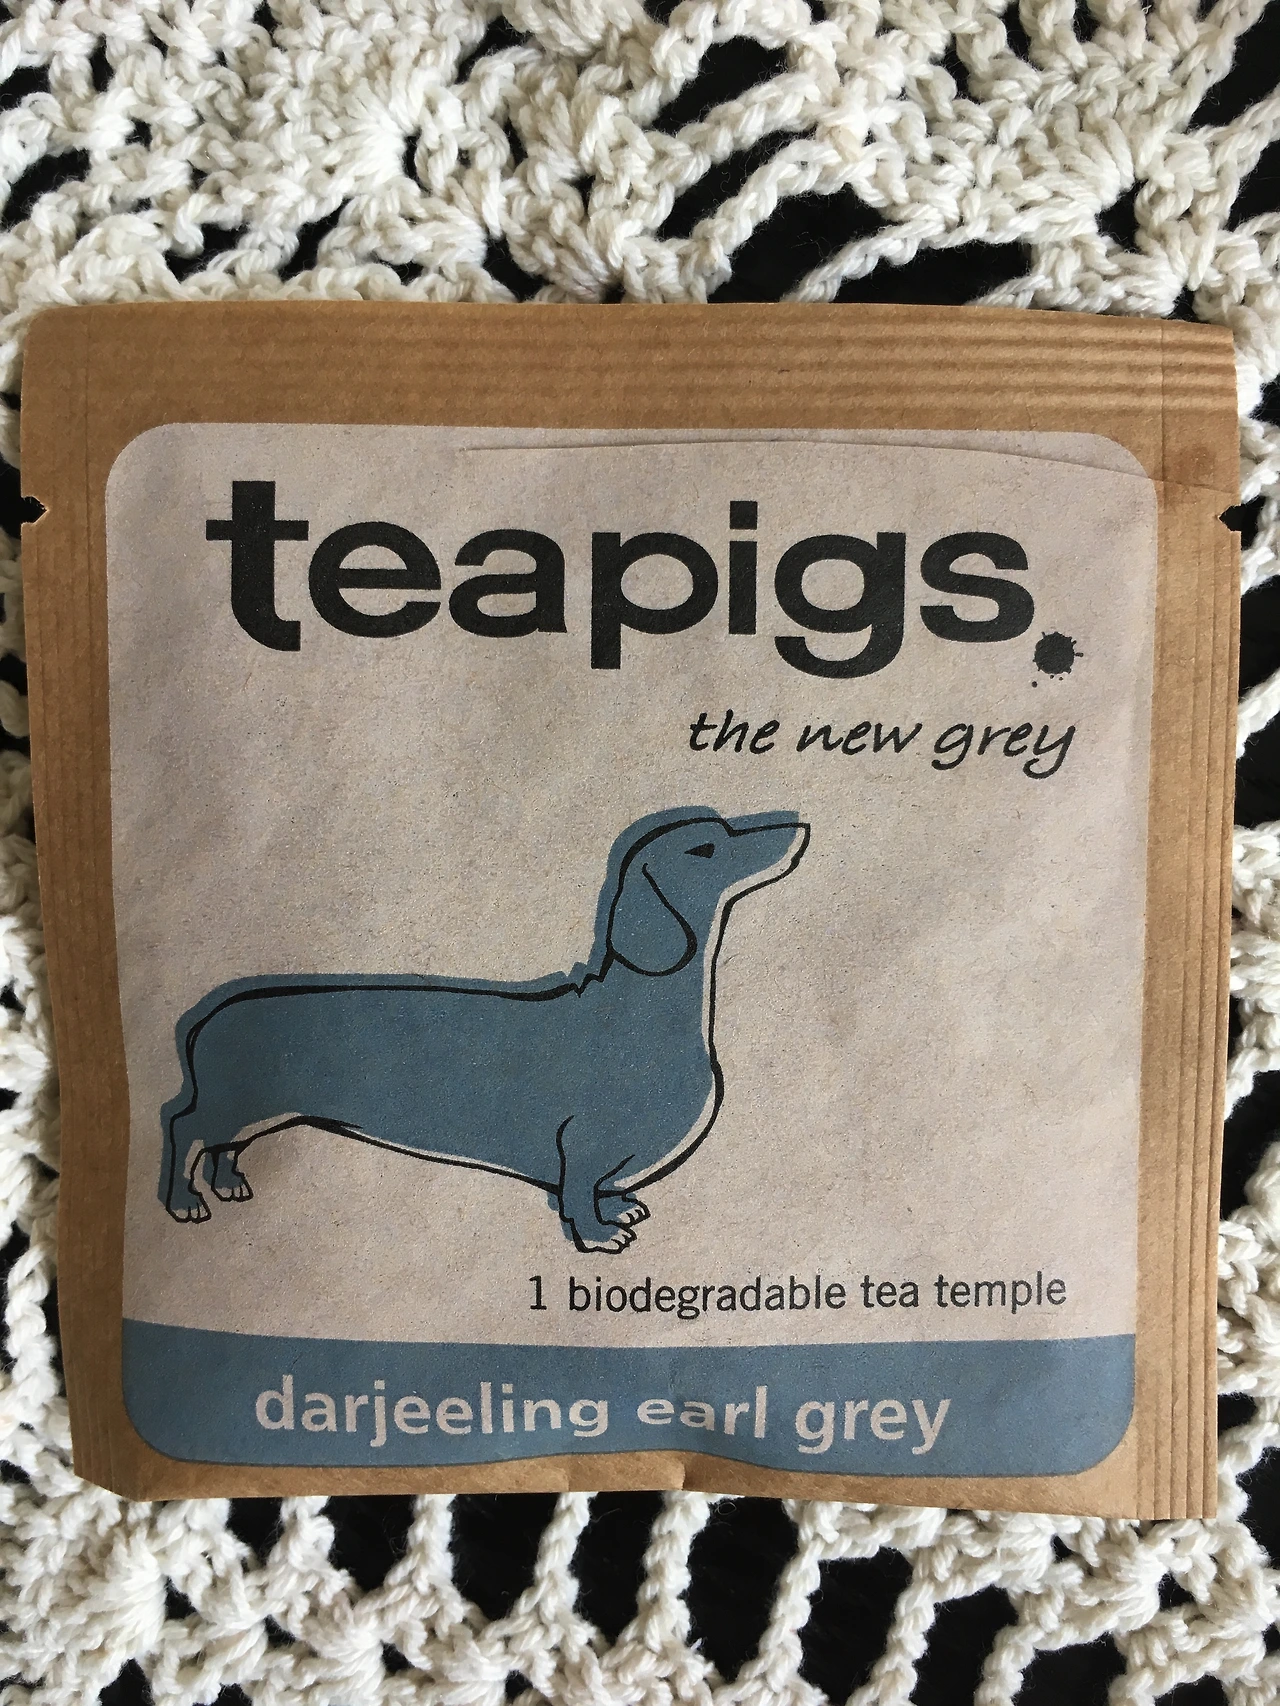 teapigs.
the new grey
1 biodegradable tea temple
darjeeling earl grey